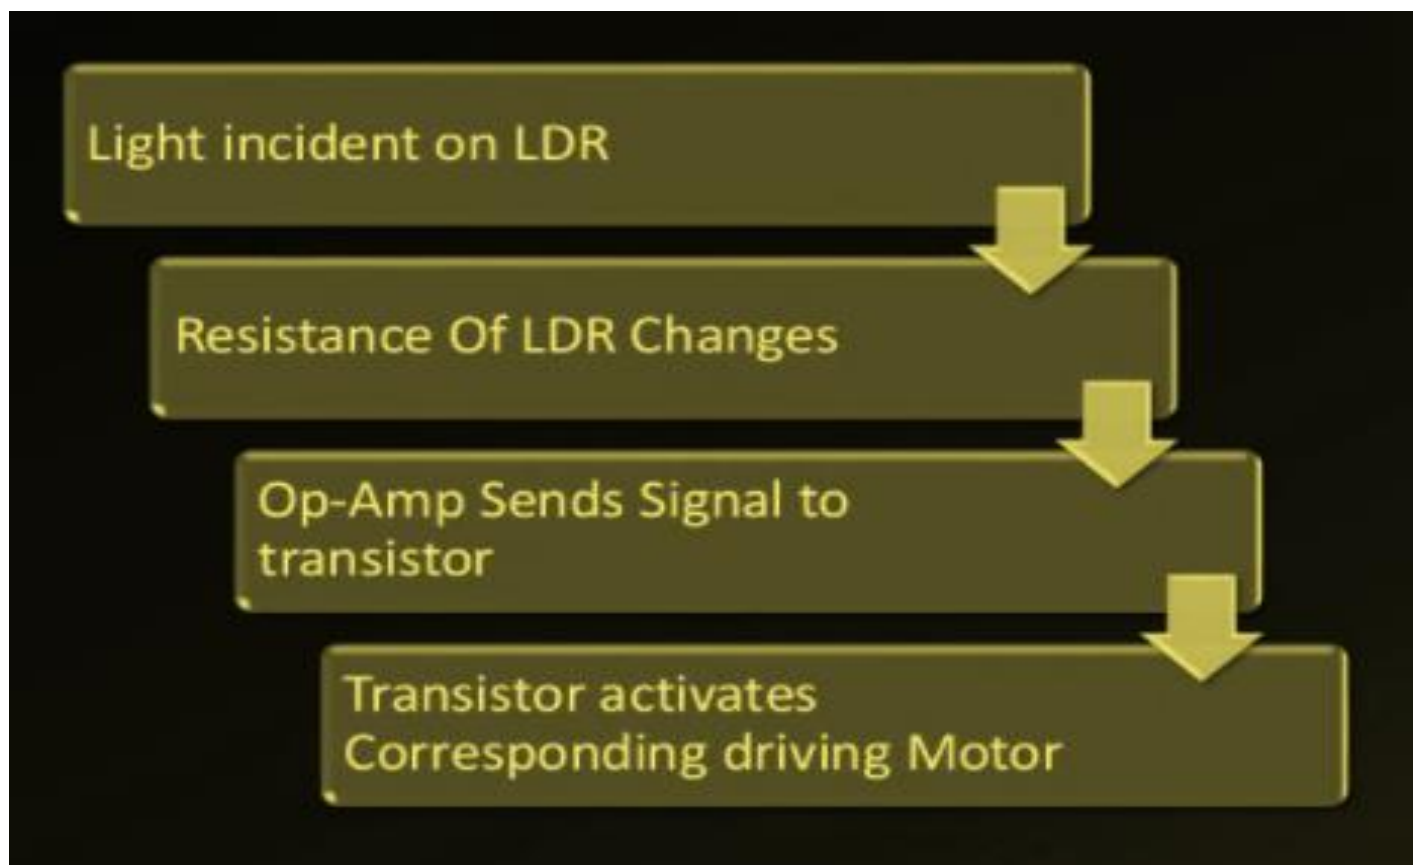 Light incident on LDR
Resistance Of LDR Changes
Op-Amp Sends Signal to
transistor
Transistor activates
Corresponding driving Motor